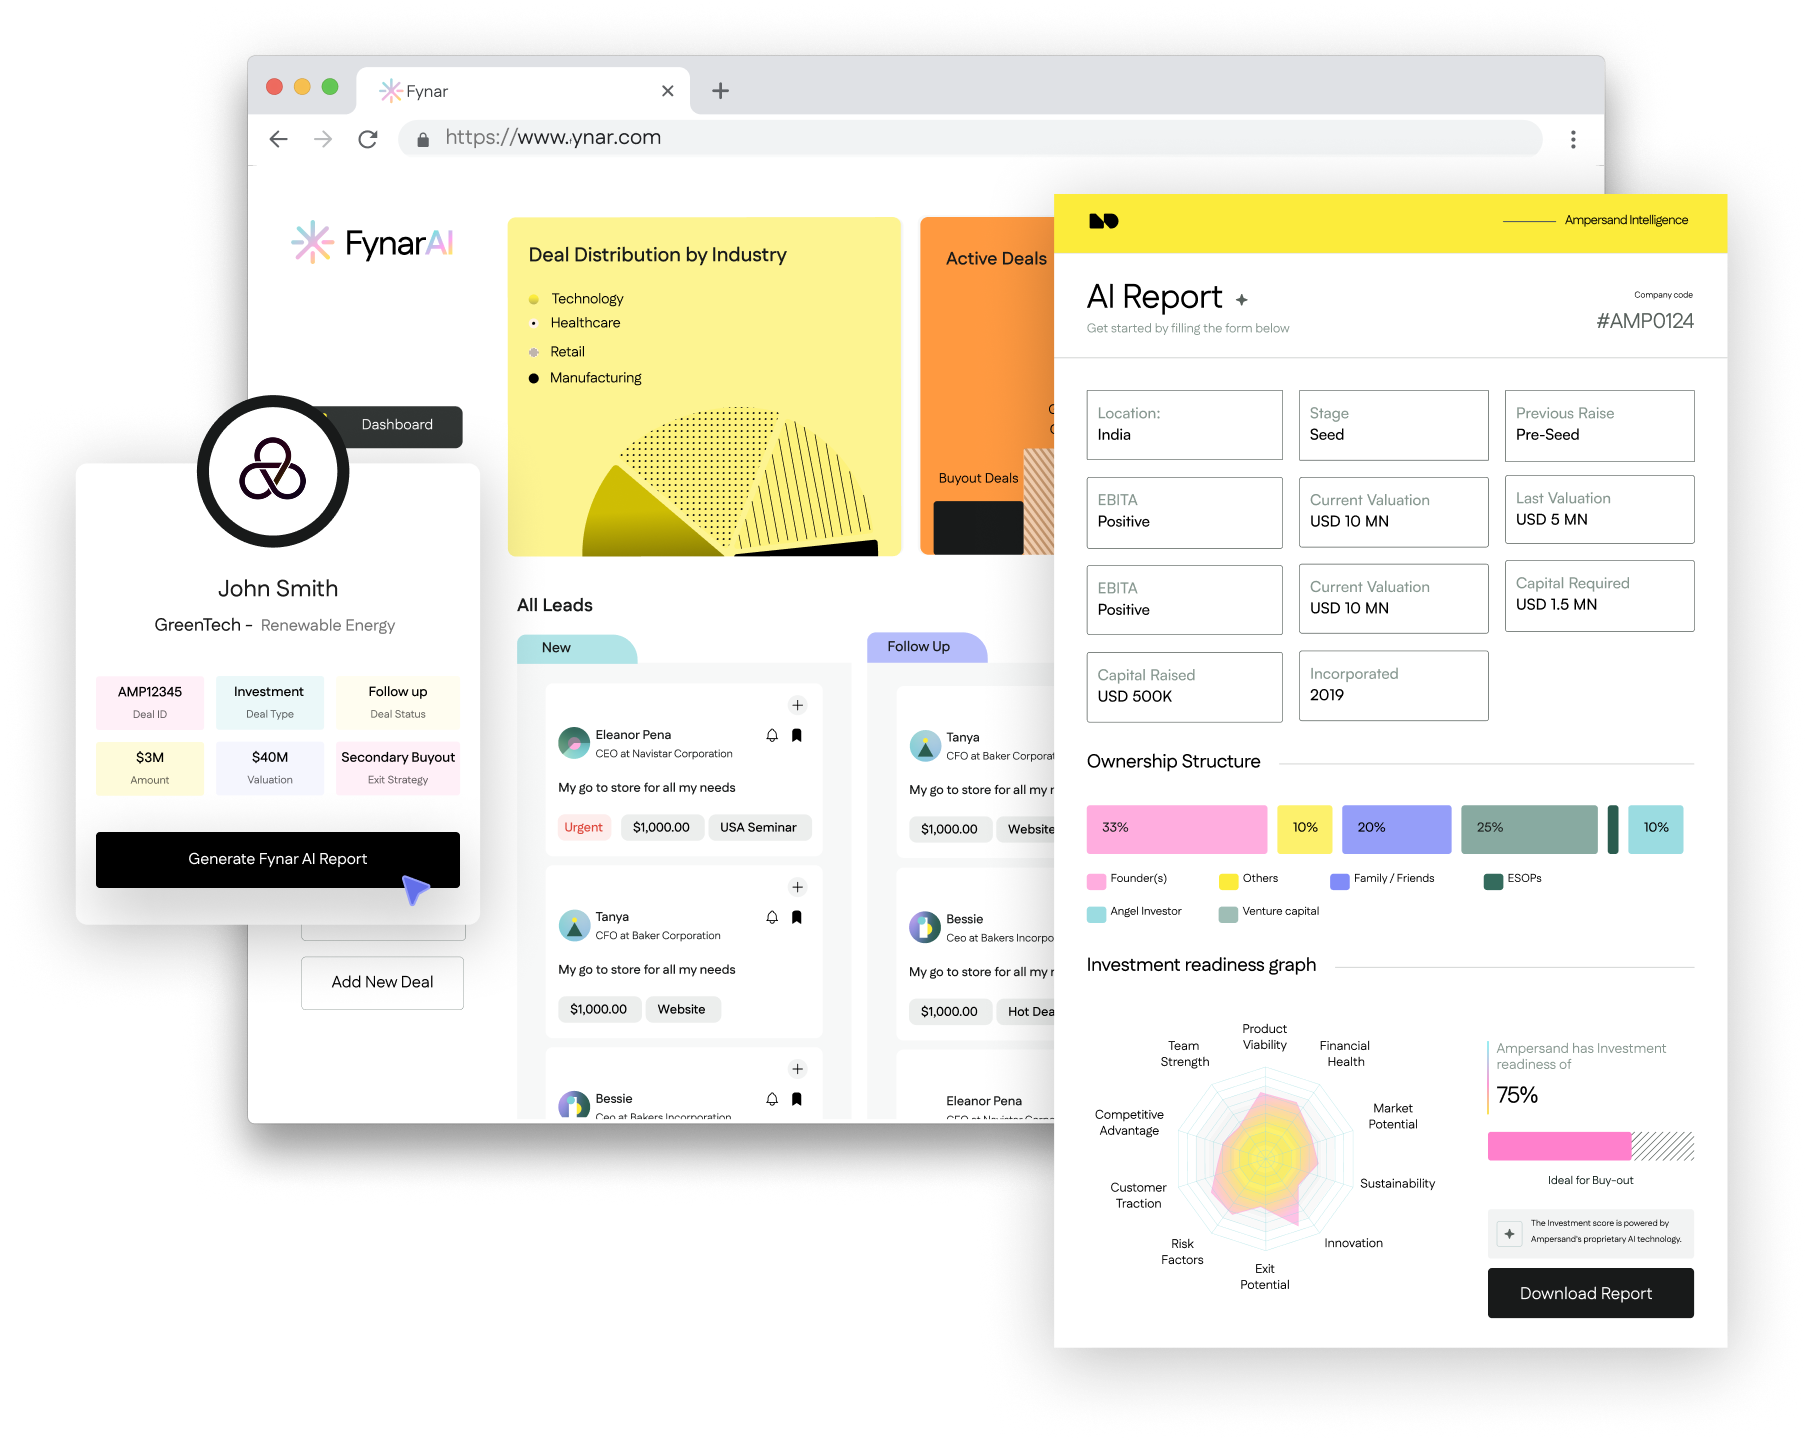 Fynar
https://www.ynar.com
FynarAI
Dashboard
John Smith
GreenTech - Renewable Energy
AMP12345
Deal ID
Investment
Deal Type
Follow up
Deal Status
$3M
Amount
$40M
Valuation
Secondary Buyout
Exit Strategy
Generate Fynar AI Report
Add New Deal
Deal Distribution by Industry
Technology
Healthcare
Retail
Manufacturing
Active Deals
Buyout Deals
All Leads
New
Eleanor Pena
CEO at Navistar Corporation
My go to store for all my needs
Urgent
$1,000.00
USA Seminar
Tanya
CFO at Baker Corporation
My go to store for all my needs
$1,000.00
Website
Bessie
Ceo at Bakers Incorporation
Follow Up
Tanya
CFO at Baker Corpora
My go to store for all my
$1,000.00
Website
Bessie
Ceo at Bakers Incorpo
My go to store for all my
$1,000.00
Hot Dea
Eleanor Pena
CEO at Navistar Corpor
Ampersand Intelligence
AI Report
Get started by filling the form below
Company code
#AMP0124
Location:
India
Stage
Seed
Previous Raise
Pre-Seed
EBITA
Positive
Current Valuation
USD 10 MN
Last Valuation
USD 5 MN
EBITA
Positive
Current Valuation
USD 10 MN
Capital Required
USD 1.5 MN
Capital Raised
USD 500K
Incorporated
2019
Ownership Structure
33%
10%
20%
25%
10%
Founder(s)
Others
Family / Friends
ESOPs
Angel Investor
Venture capital
Investment readiness graph
Product
Viability
Financial
Health
Market
Potential
Sustainability
Innovation
Exit
Potential
Risk
Factors
Customer
Traction
Competitive
Advantage
Team
Strength
Ampersand has Investment
readiness of
75%
Ideal for Buy-out
The Investment score is powered by
Ampersand's proprietary AI technology.
Download Report